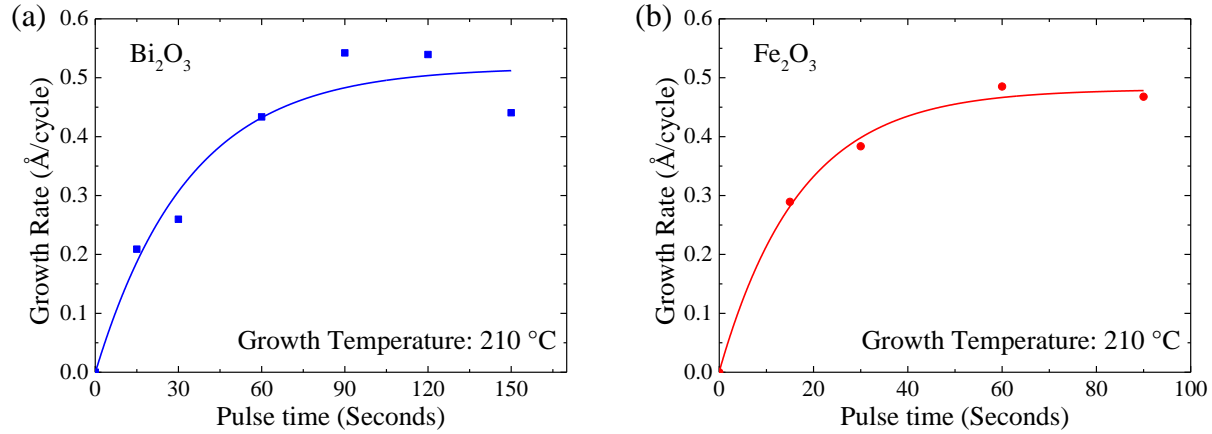 (a)
Bi₂O₃
Growth Rate (Å/cycle)
0.6
0.5
0.4
0.3
0.2
0.1
0.0
Growth Temperature: 210 °C
0 30 60 90 120 150
Pulse time (Seconds)
(b)
Fe₂O₃
Growth Rate (Å/cycle)
0.6
0.5
0.4
0.3
0.2
0.1
0.0
Growth Temperature: 210 °C
0 20 40 60 80 100
Pulse time (Seconds)